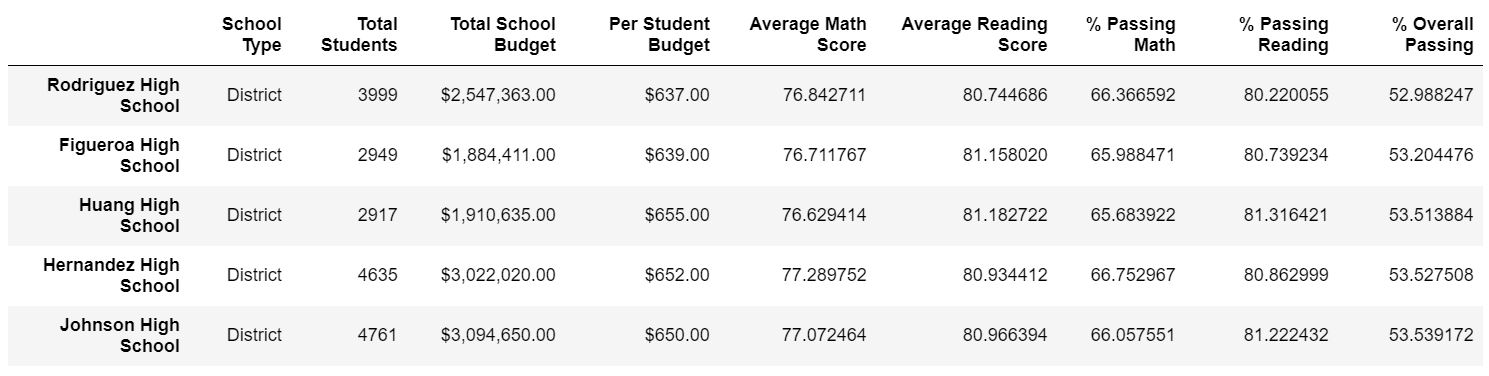 School Type Total Students Total School Budget Per Student Budget Average Math Score Average Reading Score % Passing Math % Passing Reading % Overall Passing
Rodriguez High School District 3999 $2,547,363.00 $637.00 76.842711 80.744686 66.366592 80.220055 52.988247
Figueroa High School District 2949 $1,884,411.00 $639.00 76.711767 81.158020 65.988471 80.739234 53.204476
Huang High School District 2917 $1,910,635.00 $655.00 76.629414 81.182722 65.683922 81.316421 53.513884
Hernandez High School District 4635 $3,022,020.00 $652.00 77.289752 80.934412 66.752967 80.862999 53.527508
Johnson High School District 4761 $3,094,650.00 $650.00 77.072464 80.966394 66.057551 81.222432 53.539172